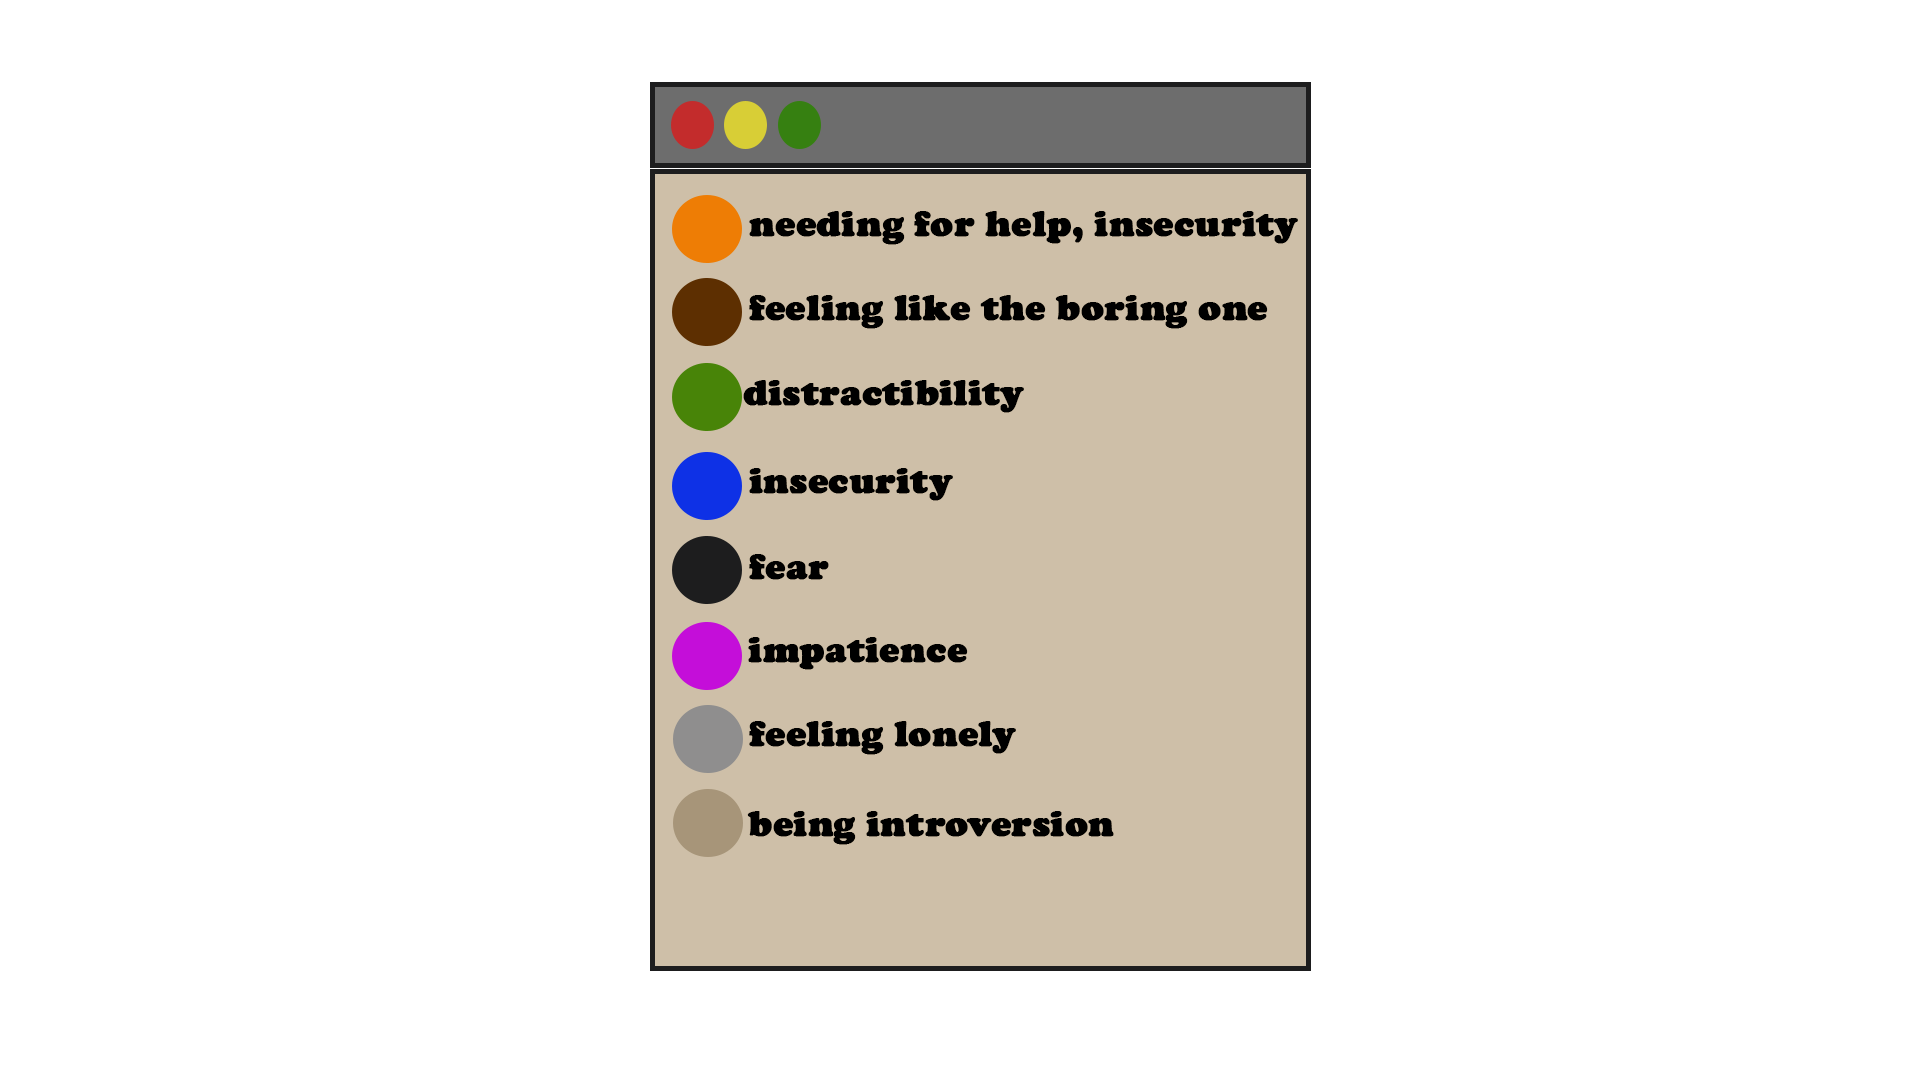 needing for help, insecurity
feeling like the boring one
distractibility
insecurity
fear
impatience
feeling lonely
being introversion